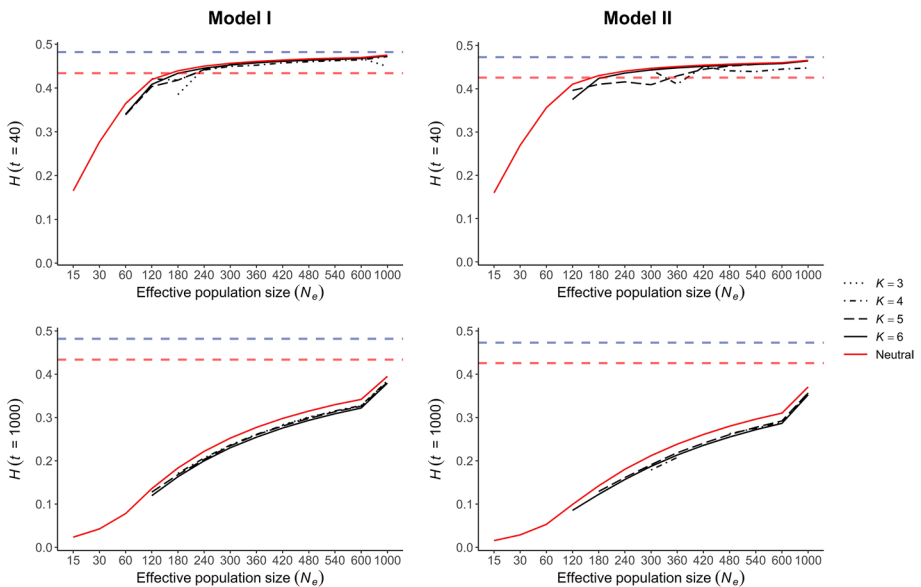 Model I
Model II
0.5
0.4
0.3
0.2
0.1
0.0
H (t = 40)
15 30 60 120 180 240 300 360 420 480 540 600 1000
Effective population size (Ne)
0.5
0.4
0.3
0.2
0.1
0.0
H (t = 40)
15 30 60 120 180 240 300 360 420 480 540 600 1000
Effective population size (Ne)
K = 3
K = 4
K = 5
K = 6
Neutral
0.5
0.4
0.3
0.2
0.1
0.0
H (t = 1000)
15 30 60 120 180 240 300 360 420 480 540 600 1000
Effective population size (Ne)
0.5
0.4
0.3
0.2
0.1
0.0
H (t = 1000)
15 30 60 120 180 240 300 360 420 480 540 600 1000
Effective population size (Ne)